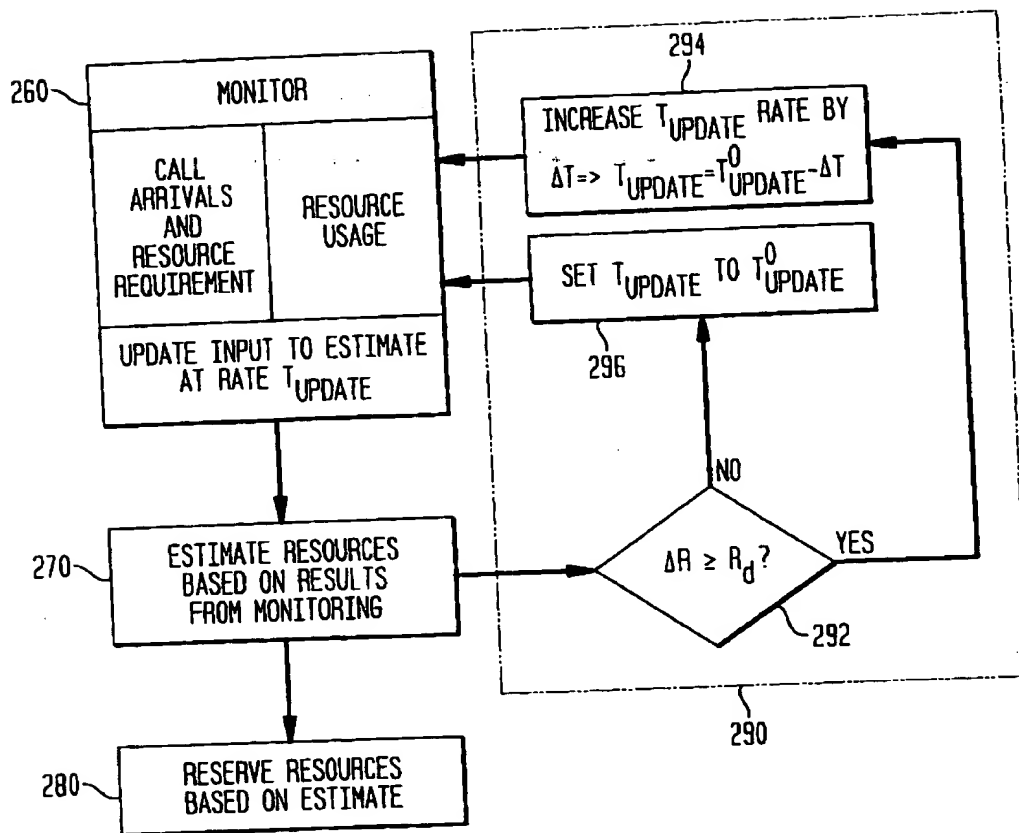 260
MONITOR
CALL
ARRIVALS
AND
RESOURCE
REQUIREMENT
RESOURCE
USAGE
UPDATE INPUT TO ESTIMATE
AT RATE T_UPDATE
294
INCREASE T_UPDATE RATE BY
ΔT=> T_UPDATE=T^0_UPDATE-ΔT
SET T_UPDATE TO T^0_UPDATE
296
NO
YES
ΔR ≥ R_d?
292
290
270
ESTIMATE RESOURCES
BASED ON RESULTS
FROM MONITORING
280
RESERVE RESOURCES
BASED ON ESTIMATE